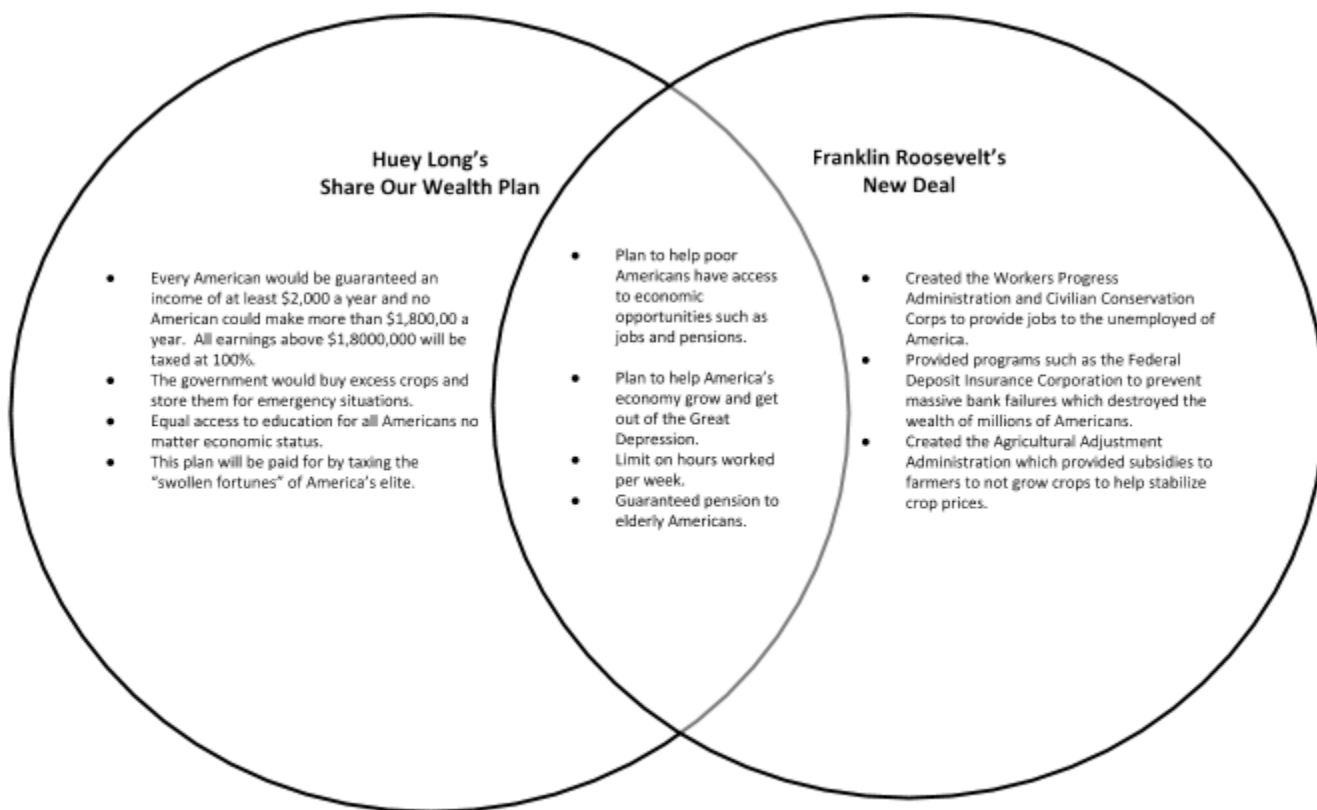 Huey Long’s
Share Our Wealth Plan
● Every American would be guaranteed an
income of at least $2,000 a year and no
American could make more than $1,800,00 a
year. All earnings above $1,8000,000 will be
taxed at 100%.
● The government would buy excess crops and
store them for emergency situations.
● Equal access to education for all Americans no
matter economic status.
● This plan will be paid for by taxing the
“swollen fortunes” of America’s elite.
● Plan to help poor
Americans have access
to economic
opportunities such as
jobs and pensions.
● Plan to help America’s
economy grow and get
out of the Great
Depression.
● Limit on hours worked
per week.
● Guaranteed pension to
elderly Americans.
Franklin Roosevelt’s
New Deal
● Created the Workers Progress
Administration and Civilian Conservation
Corps to provide jobs to the unemployed of
America.
● Provided programs such as the Federal
Deposit Insurance Corporation to prevent
massive bank failures which destroyed the
wealth of millions of Americans.
● Created the Agricultural Adjustment
Administration which provided subsidies to
farmers to not grow crops to help stabilize
crop prices.